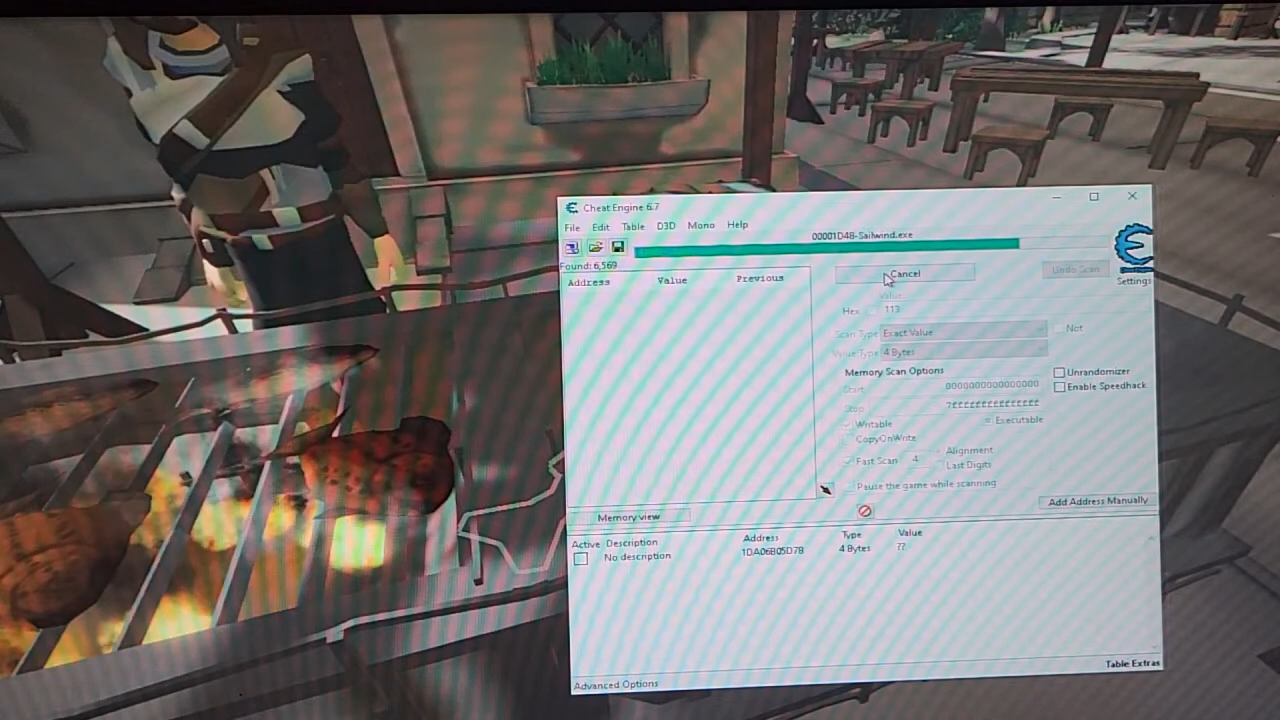 Cheat Engine 6.7
File Edit Table D3D Mono Help
00001D48-Sailwind.exe
Found: 6,569
Address Value Previous
Cancel
Undo Scan
Settings
Value
Hex 113
Scan Type Exact Value
Not
Value Type 4 Bytes
Memory Scan Options
Unrandomizer
Enable Speedhack
Start 0000000000000000
Stop 7fffffffffffffff
Writable
Executable
CopyOnWrite
Fast Scan 4
Alignment
Last Digits
Pause the game while scanning
Memory view
Add Address Manually
Active Description Address Type Value
No description 1DA06B05D78 4 Bytes ??
Advanced Options
Table Extras